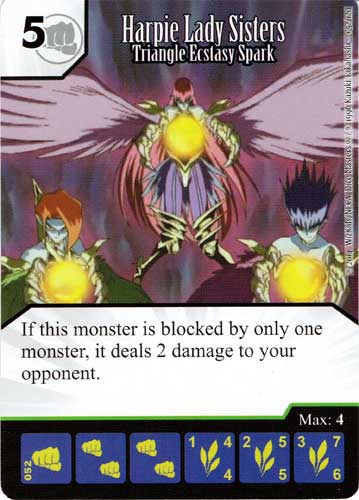 5
Harpie Lady Sisters
Triangle Ecstasy Spark
If this monster is blocked by only one
monster, it deals 2 damage to your
opponent.
Max: 4
052
1 4 4
2 5 5
3 7 6